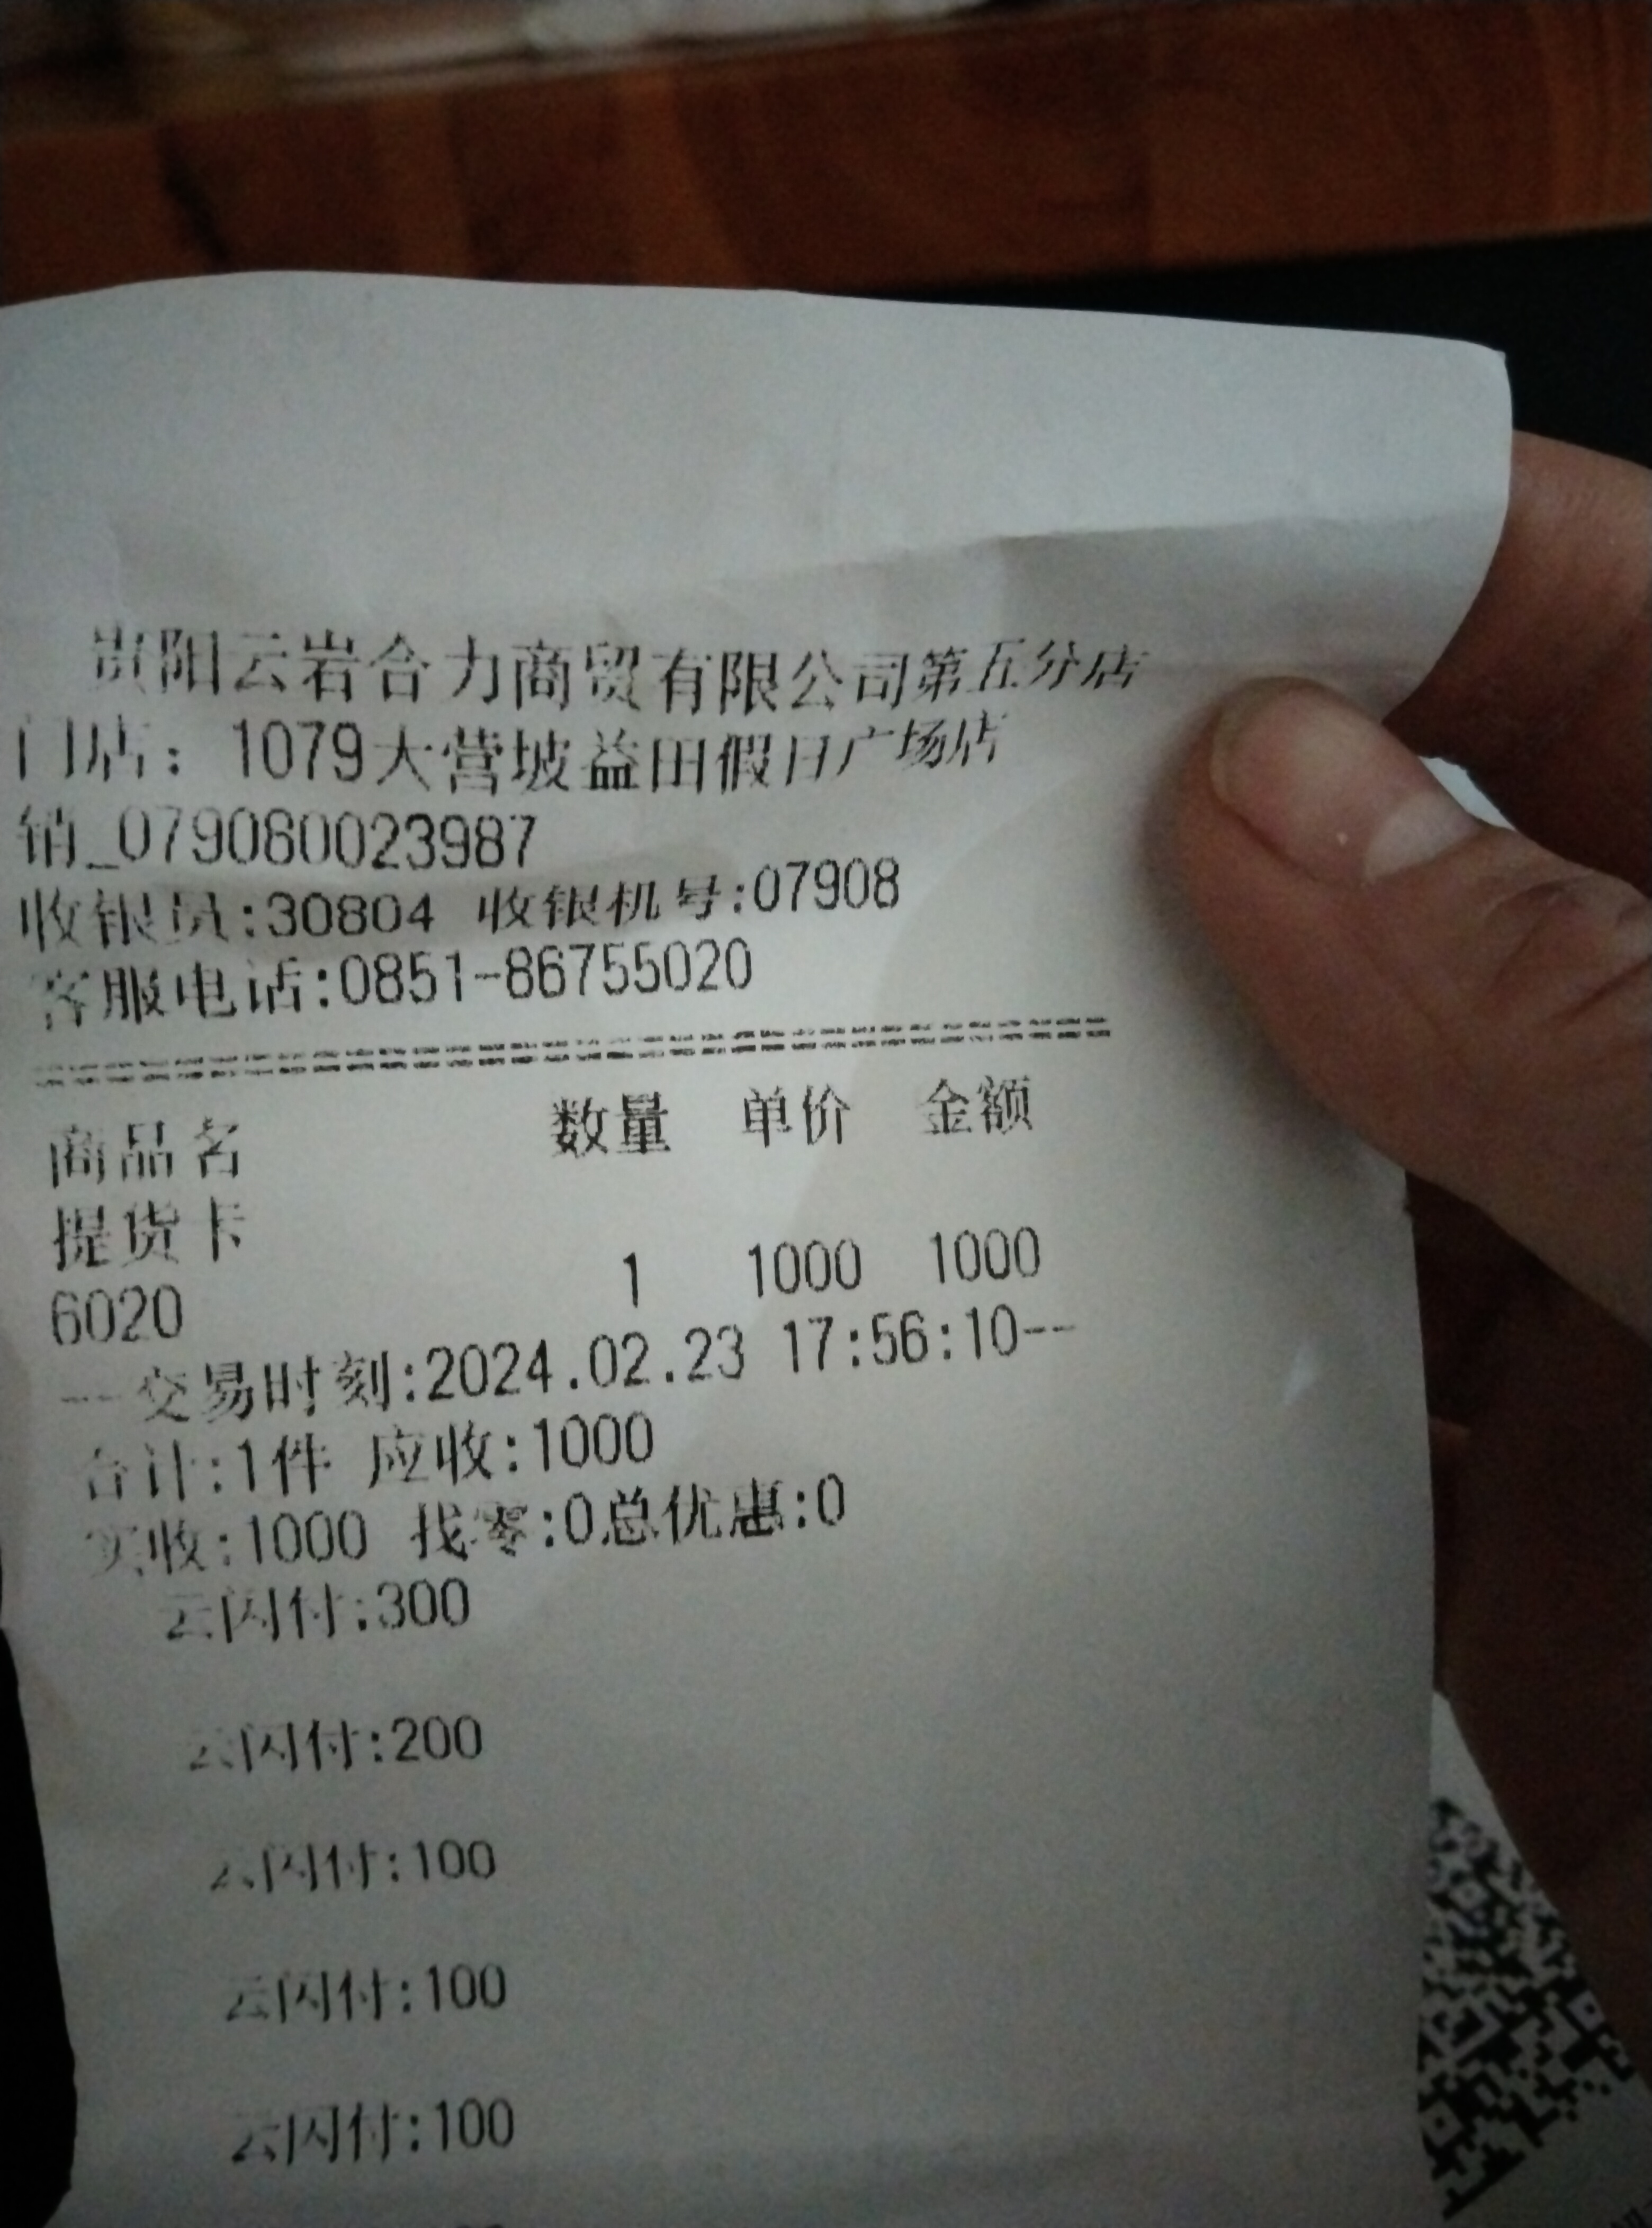 贵阳云岩合力商贸有限公司第五分店
门店：1079大营坡益田假日广场店
销_079080023987
收银员:30804 收银机号:07908
客服电话:0851-86755020
================================
商品名 数量 单价 金额
提货卡
6020 1 1000 1000
--交易时刻:2024.02.23 17:56:10--
合计:1件 应收:1000
实收:1000 找零:0总优惠:0
云闪付:300
云闪付:200
云闪付:100
云闪付:100
云闪付:100